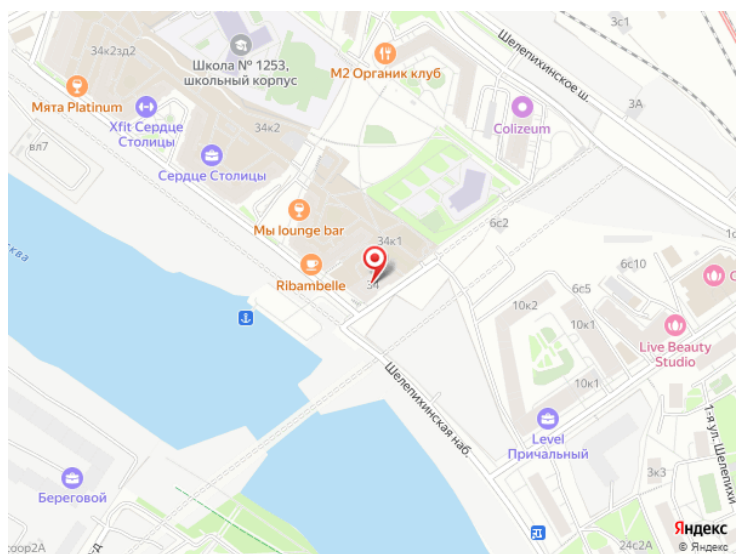 3с1
34к2зд2
Школа № 1253,
школьный корпус
М2 Органик клуб
Шелепихинское ш.
Мята Platinum
3А
Xfit Сердце
Столицы
34к2
Colizeum
вл7
Сердце Столицы
Мы lounge bar
34к1
6с2
1с
ква
Ribambelle
34
6с10
6с5
10к2
10к1
Live Beauty
Studio
Шелепихинская наб.
10к1
1-я ул. Шелепихи
Level
Причальный
Береговой
3к3
Яндекс
соор2А
24с2А
© Яндекс